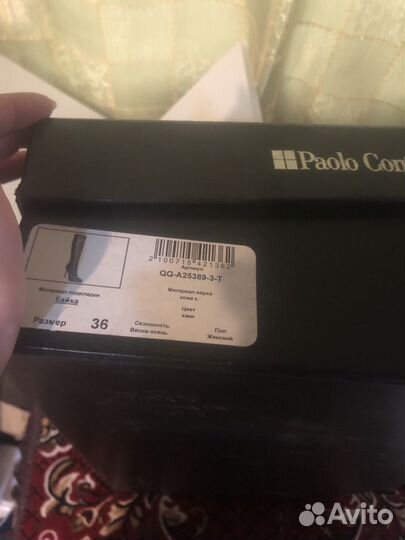 Paolo Con
2100715421362
Артикул
QQ-A25389-3-T
Материал подкладки
байка
Материал верха
кожа к.
Цвет
хаки
Размер 36
Сезонность
Весна-осень
Пол
Женский
Avito